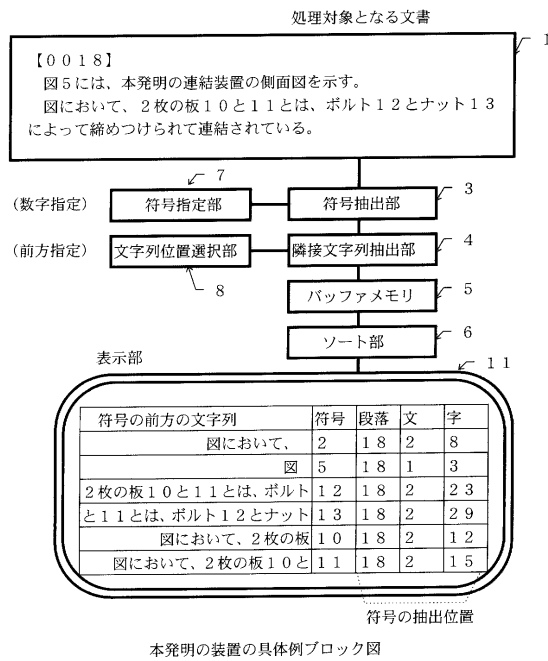 処理対象となる文書
1
【００１８】
図５には、本発明の連結装置の側面図を示す。
図において、２枚の板１０と１１とは、ボルト１２とナット１３
によって締めつけられて連結されている。
7
3
(数字指定) 符号指定部 符号抽出部
(前方指定) 文字列位置選択部 隣接文字列抽出部
4
8
バッファメモリ
5
ソート部
6
表示部
１１
符号の前方の文字列 符号 段落 文 字
図において、 ２ １８ ２ ８
図 ５ １８ １ ３
２枚の板１０と１１とは、ボルト １２ １８ ２ ２３
と１１とは、ボルト１２とナット １３ １８ ２ ２９
図において、２枚の板 １０ １８ ２ １２
図において、２枚の板１０と １１ １８ ２ １５
符号の抽出位置
本発明の装置の具体例ブロック図